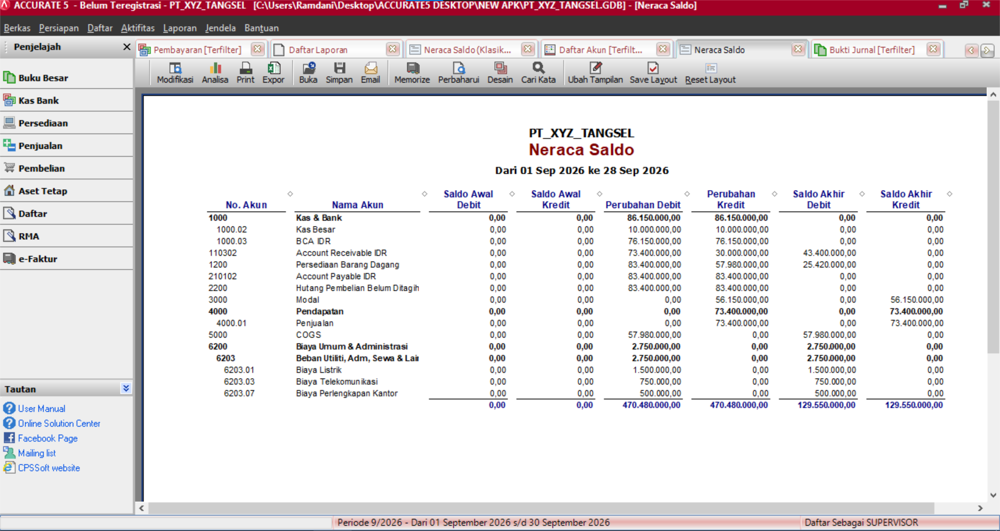 ACCURATE 5 - Belum Teregistrasi - PT_XYZ_TANGSEL [C:\Users\Ramdani\Desktop\ACCURATE5 DESKTOP\NEW APK\PT_XYZ_TANGSEL.GDB] - [Neraca Saldo]
Berkas Persiapan Daftar Aktifitas Laporan Jendela Bantuan
Penjelajah
Pembayaran [Terfilter] Daftar Laporan Neraca Saldo (Klasik... Daftar Akun [Terfilt... Neraca Saldo Bukti Jurnal [Terfilter]
Modifikasi Analisa Print Expor Buka Simpan Email Memorize Perbaharui Desain Cari Kata Ubah Tampilan Save Layout Reset Layout
Buku Besar
Kas Bank
Persediaan
Penjualan
Pembelian
Aset Tetap
Daftar
RMA
e-Faktur
Tautan
User Manual
Online Solution Center
Facebook Page
Mailing list
CPSSoft website
PT_XYZ_TANGSEL
Neraca Saldo
Dari 01 Sep 2026 ke 28 Sep 2026
No. Akun Nama Akun Saldo Awal Debit Saldo Awal Kredit Perubahan Debit Perubahan Kredit Saldo Akhir Debit Saldo Akhir Kredit
1000 Kas & Bank 0,00 0,00 86.150.000,00 86.150.000,00 0,00 0,00
1000.02 Kas Besar 0,00 0,00 10.000.000,00 10.000.000,00 0,00 0,00
1000.03 BCA IDR 0,00 0,00 76.150.000,00 76.150.000,00 0,00 0,00
110302 Account Receivable IDR 0,00 0,00 73.400.000,00 30.000.000,00 43.400.000,00 0,00
1200 Persediaan Barang Dagang 0,00 0,00 83.400.000,00 57.980.000,00 25.420.000,00 0,00
210102 Account Payable IDR 0,00 0,00 83.400.000,00 83.400.000,00 0,00 0,00
2200 Hutang Pembelian Belum Ditagih 0,00 0,00 83.400.000,00 83.400.000,00 0,00 0,00
3000 Modal 0,00 0,00 0,00 56.150.000,00 0,00 56.150.000,00
4000 Pendapatan 0,00 0,00 0,00 73.400.000,00 0,00 73.400.000,00
4000.01 Penjualan 0,00 0,00 0,00 73.400.000,00 0,00 73.400.000,00
5000 COGS 0,00 0,00 57.980.000,00 0,00 57.980.000,00 0,00
6200 Biaya Umum & Administrasi 0,00 0,00 2.750.000,00 0,00 2.750.000,00 0,00
6203 Beban Utiliti, Adm, Sewa & Lair 0,00 0,00 2.750.000,00 0,00 2.750.000,00 0,00
6203.01 Biaya Listrik 0,00 0,00 1.500.000,00 0,00 1.500.000,00 0,00
6203.03 Biaya Telekomunikasi 0,00 0,00 750.000,00 0,00 750.000,00 0,00
6203.07 Biaya Perlengkapan Kantor 0,00 0,00 500.000,00 0,00 500.000,00 0,00
0,00 0,00 470.480.000,00 470.480.000,00 129.550.000,00 129.550.000,00
Periode 9/2026 - Dari 01 September 2026 s/d 30 September 2026
Daftar Sebagai SUPERVISOR